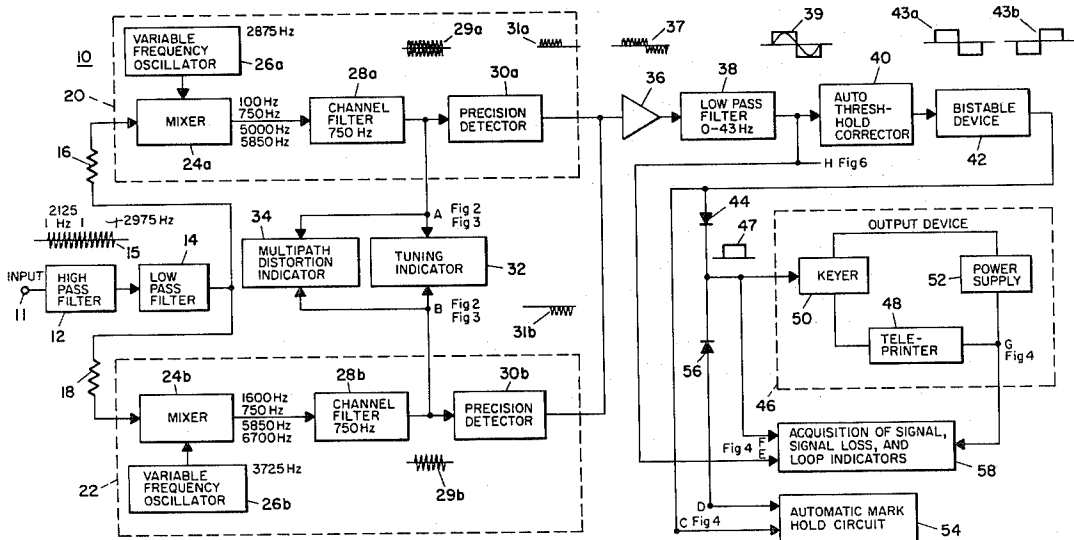 10
VARIABLE
FREQUENCY
OSCILLATOR
2875 Hz
26a
20
MIXER
24a
100 Hz
750 Hz
5000 Hz
5850 Hz
28a
CHANNEL
FILTER
750 Hz
29a
30a
PRECISION
DETECTOR
31a
37
36
39
38
LOW PASS
FILTER
0-43 Hz
43a
43b
40
AUTO
THRESH-
HOLD
CORRECTOR
BISTABLE
DEVICE
42
H Fig 6
16
2125
Hz
2975 Hz
15
14
INPUT
11
HIGH
PASS
FILTER
12
LOW
PASS
FILTER
18
34
MULTIPATH
DISTORTION
INDICATOR
A
Fig 2
Fig 3
TUNING
INDICATOR
32
B
Fig 2
Fig 3
31b
44
47
OUTPUT DEVICE
KEYER
50
52
POWER
SUPPLY
48
TELE-
PRINTER
G
Fig 4
56
46
22
24b
MIXER
1600 Hz
750 Hz
5850 Hz
6700 Hz
28b
CHANNEL
FILTER
750 Hz
30b
PRECISION
DETECTOR
VARIABLE
FREQUENCY
OSCILLATOR
3725 Hz
26b
29b
Fig 4
F
E
ACQUISITION OF SIGNAL,
SIGNAL LOSS, AND
LOOP INDICATORS
58
D
C Fig 4
AUTOMATIC MARK
HOLD CIRCUIT
54